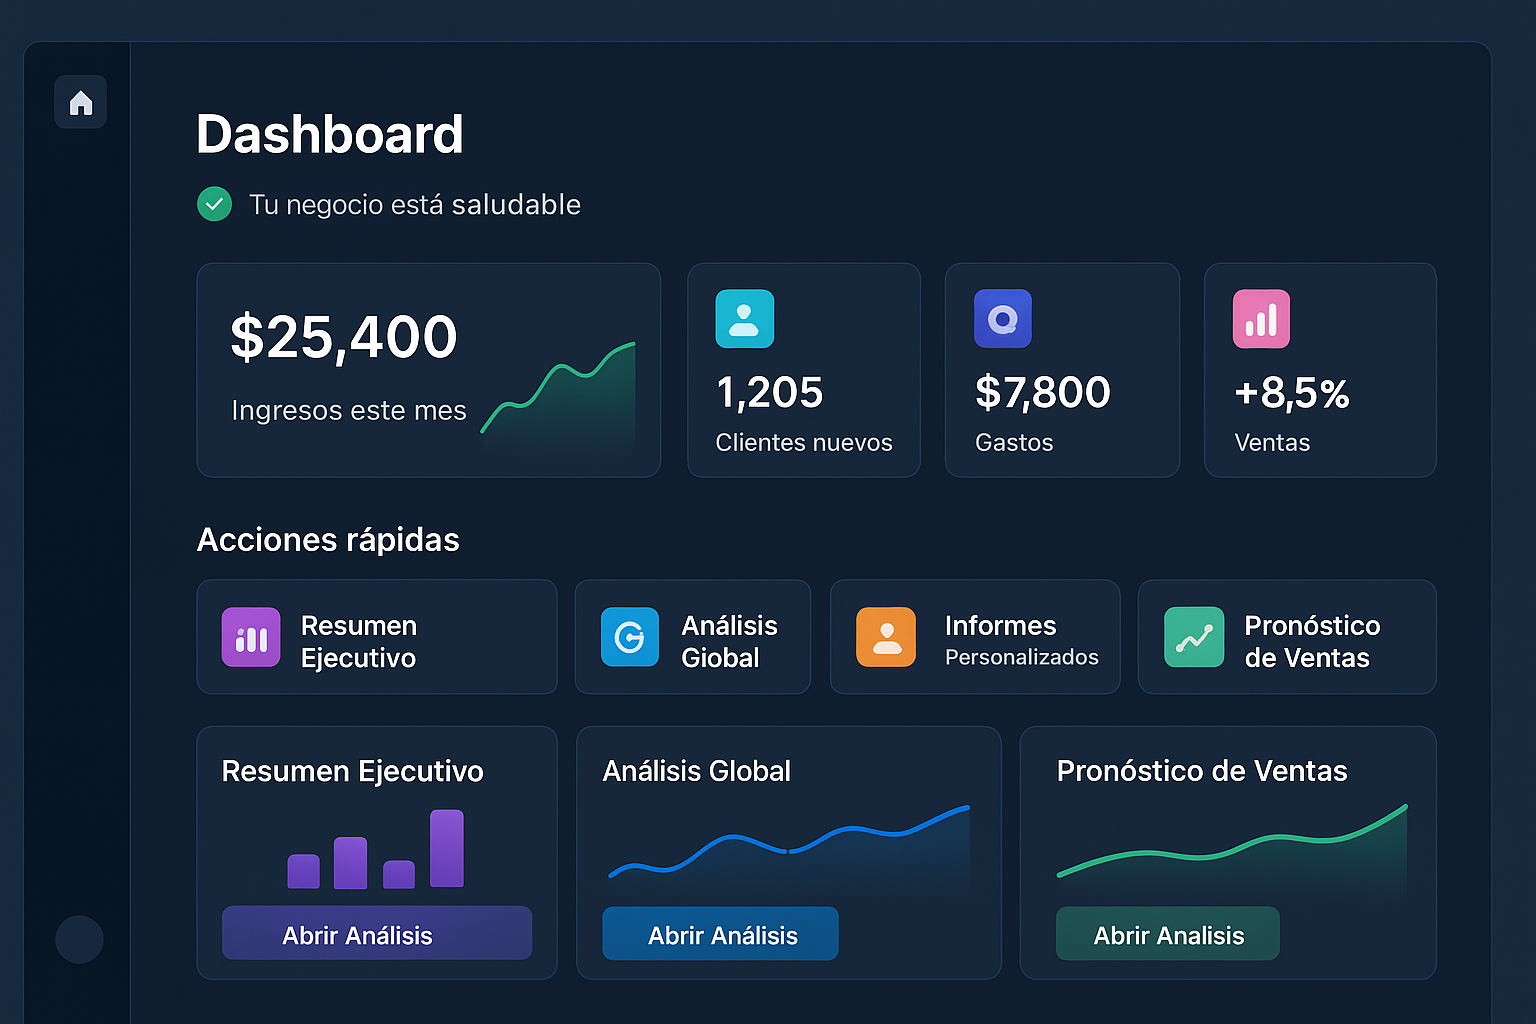 Dashboard
Tu negocio está saludable
$25,400
Ingresos este mes
1,205
Clientes nuevos
$7,800
Gastos
+8,5%
Ventas
Acciones rápidas
Resumen
Ejecutivo
Análisis
Giobal
Informes
Personalizados
Pronóstico
de Ventas
Resumen Ejecutivo
Abrir Análisis
Análisis Global
Abrir Análisis
Pronóstico de Ventas
Abrir Analisis